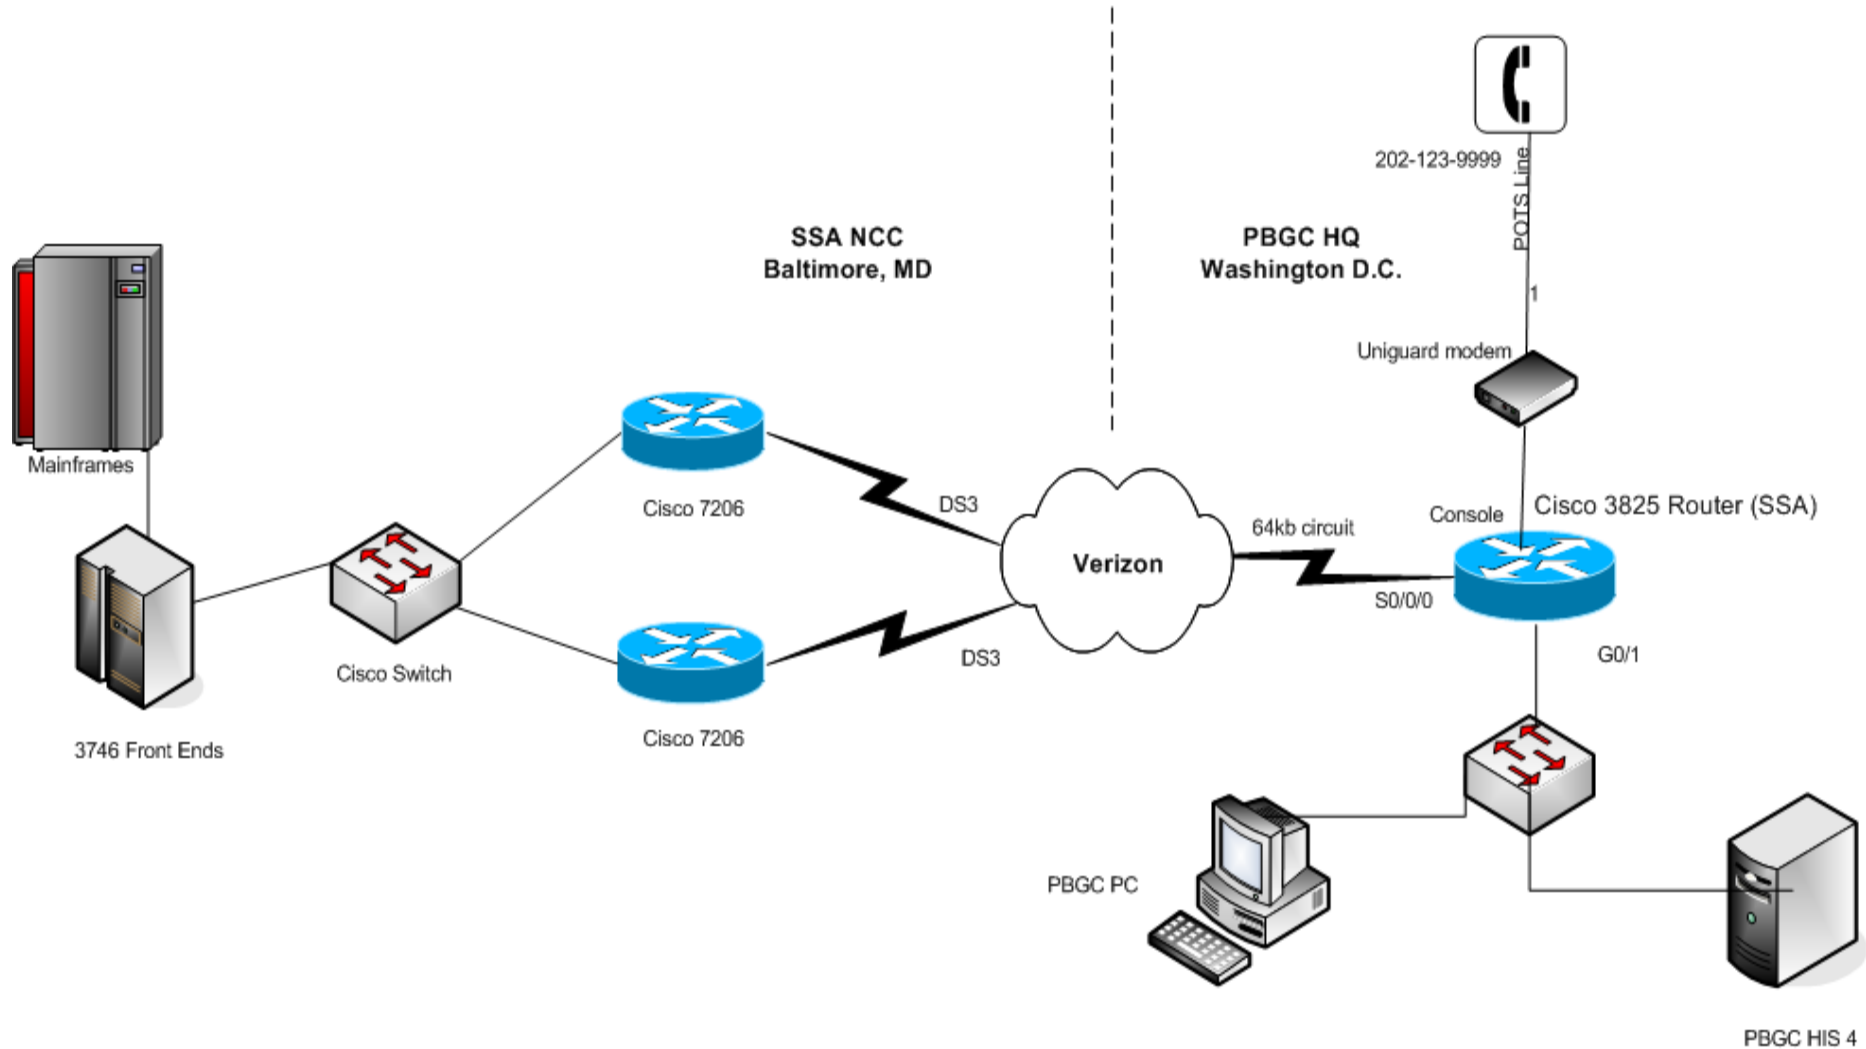 202-123-9999
POTS Line
SSA NCC
Baltimore, MD
PBGC HQ
Washington D.C.
1
Uniguard modem
Mainframes
Cisco 7206
DS3
Console
Cisco 3825 Router (SSA)
64kb circuit
Verizon
S0/0/0
G0/1
Cisco Switch
DS3
Cisco 7206
3746 Front Ends
PBGC PC
PBGC HIS 4